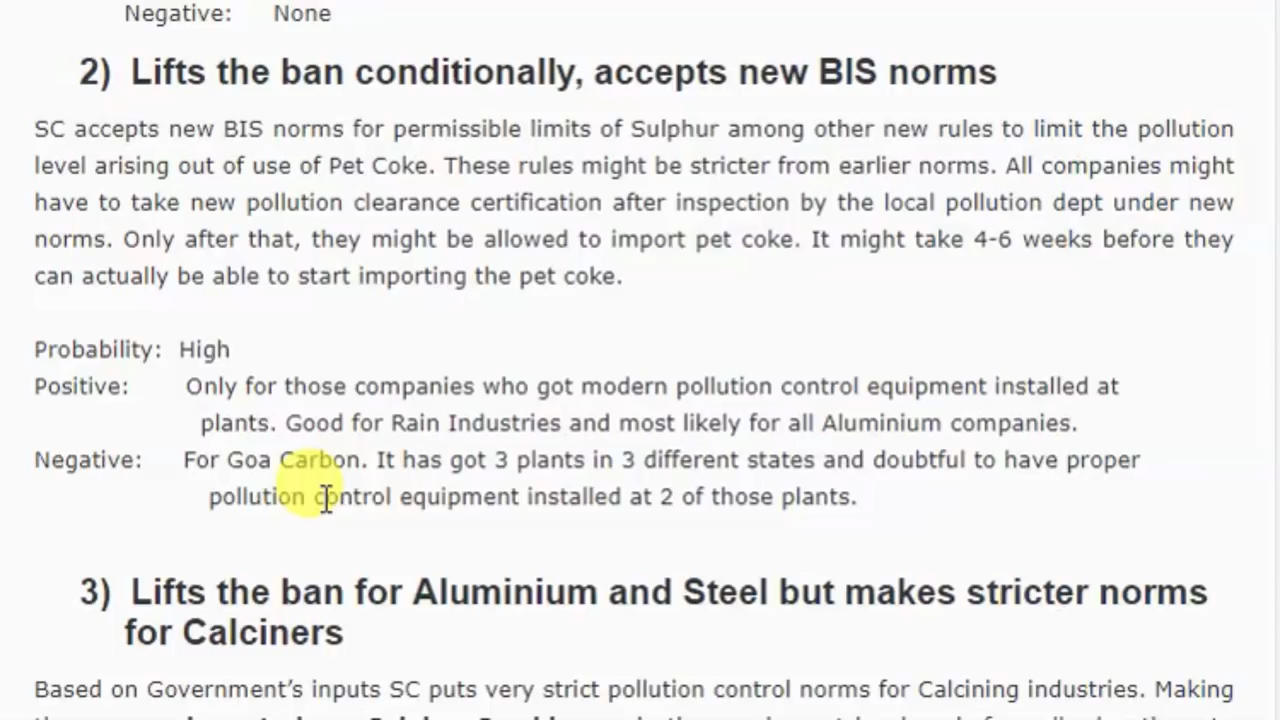 Negative: None
2) Lifts the ban conditionally, accepts new BIS norms
SC accepts new BIS norms for permissible limits of Sulphur among other new rules to limit the pollution
level arising out of use of Pet Coke. These rules might be stricter from earlier norms. All companies might
have to take new pollution clearance certification after inspection by the local pollution dept under new
norms. Only after that, they might be allowed to import pet coke. It might take 4-6 weeks before they
can actually be able to start importing the pet coke.
Probability: High
Positive: Only for those companies who got modern pollution control equipment installed at
plants. Good for Rain Industries and most likely for all Aluminium companies.
Negative: For Goa Carbon. It has got 3 plants in 3 different states and doubtful to have proper
pollution control equipment installed at 2 of those plants.
3) Lifts the ban for Aluminium and Steel but makes stricter norms
for Calciners
Based on Government’s inputs SC puts very strict pollution control norms for Calcining industries. Making